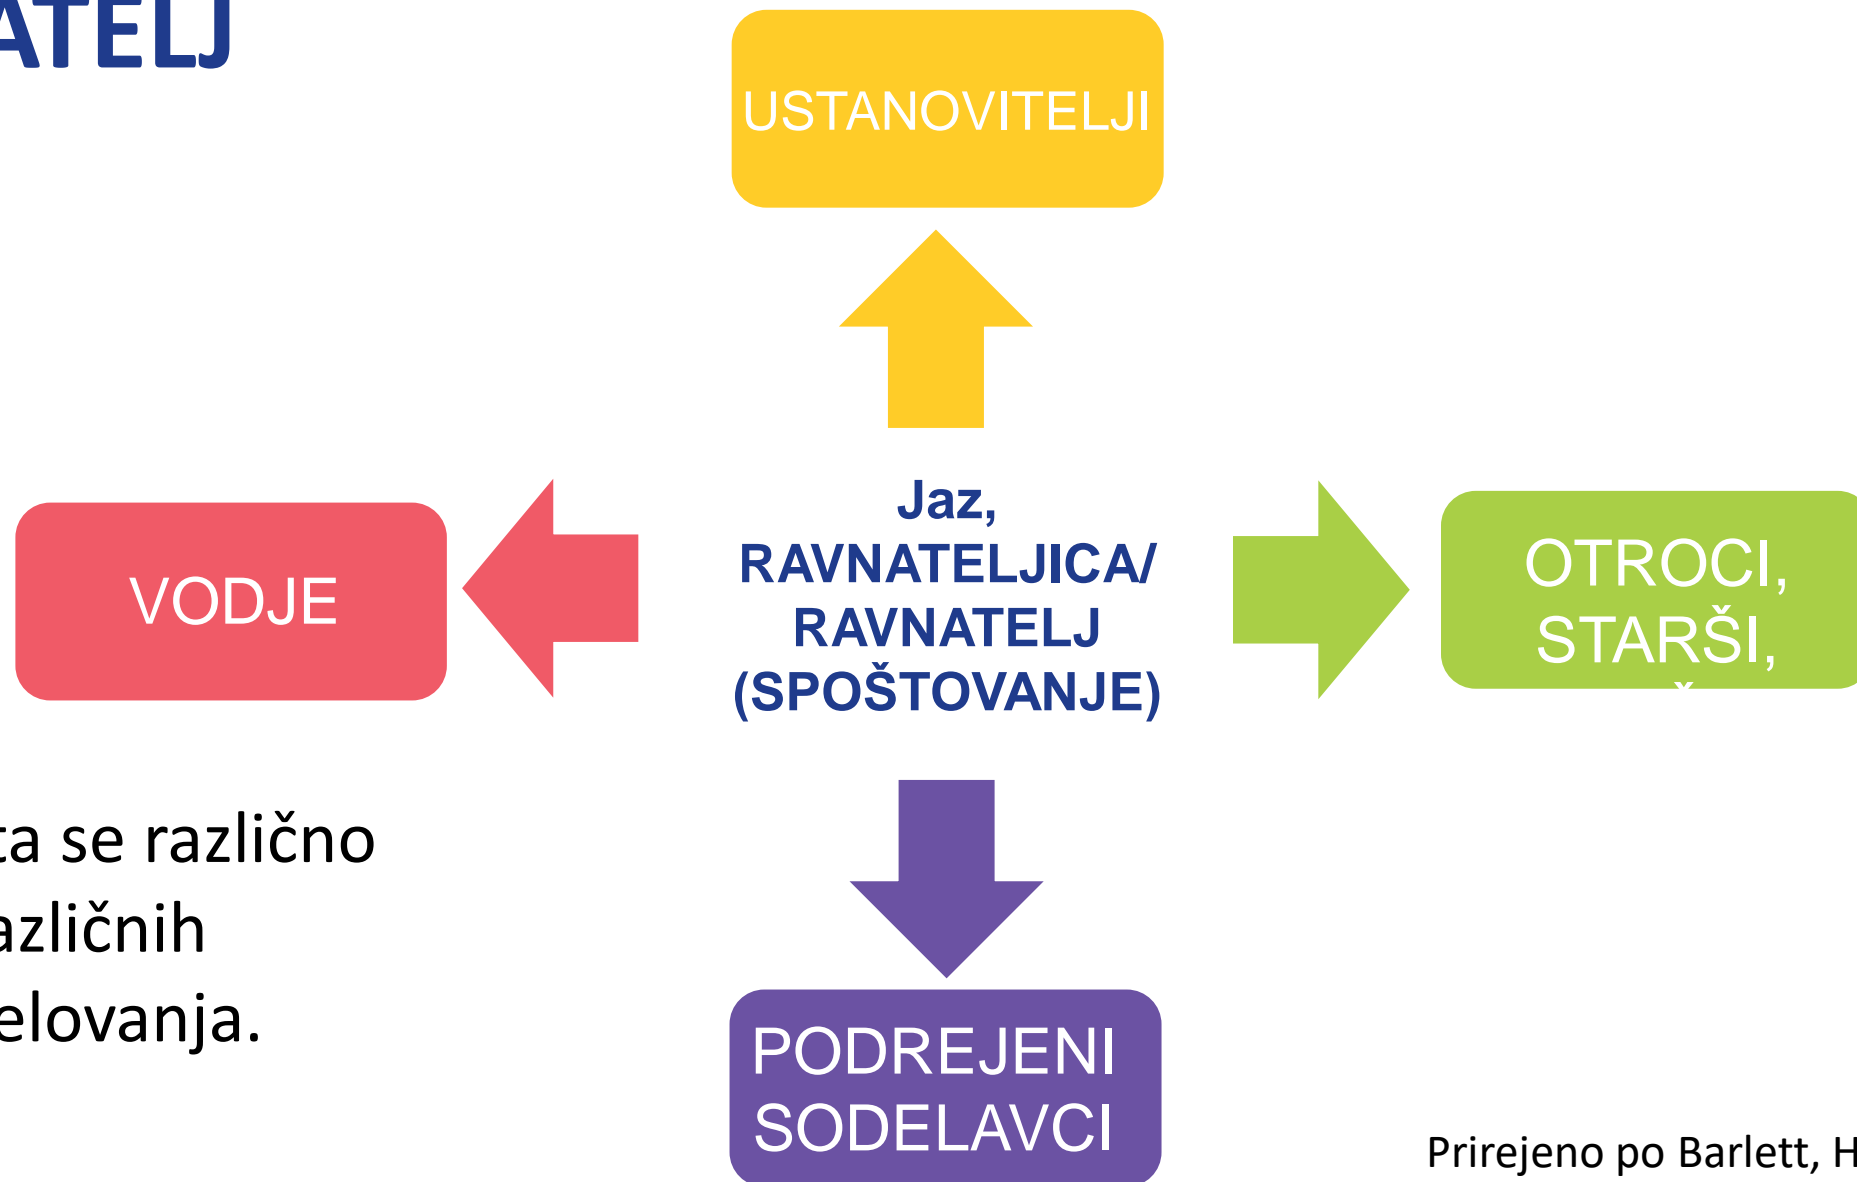 ATELJ
USTANOVITELJI
Jaz,
RAVNATELJICA/
RAVNATELJ
(SPOŠTOVANJE)
VODJE
OTROCI,
STARŠI,
ta se različno
azličnih
elovanja.
PODREJENI
SODELAVCI
Prirejeno po Barlett, H